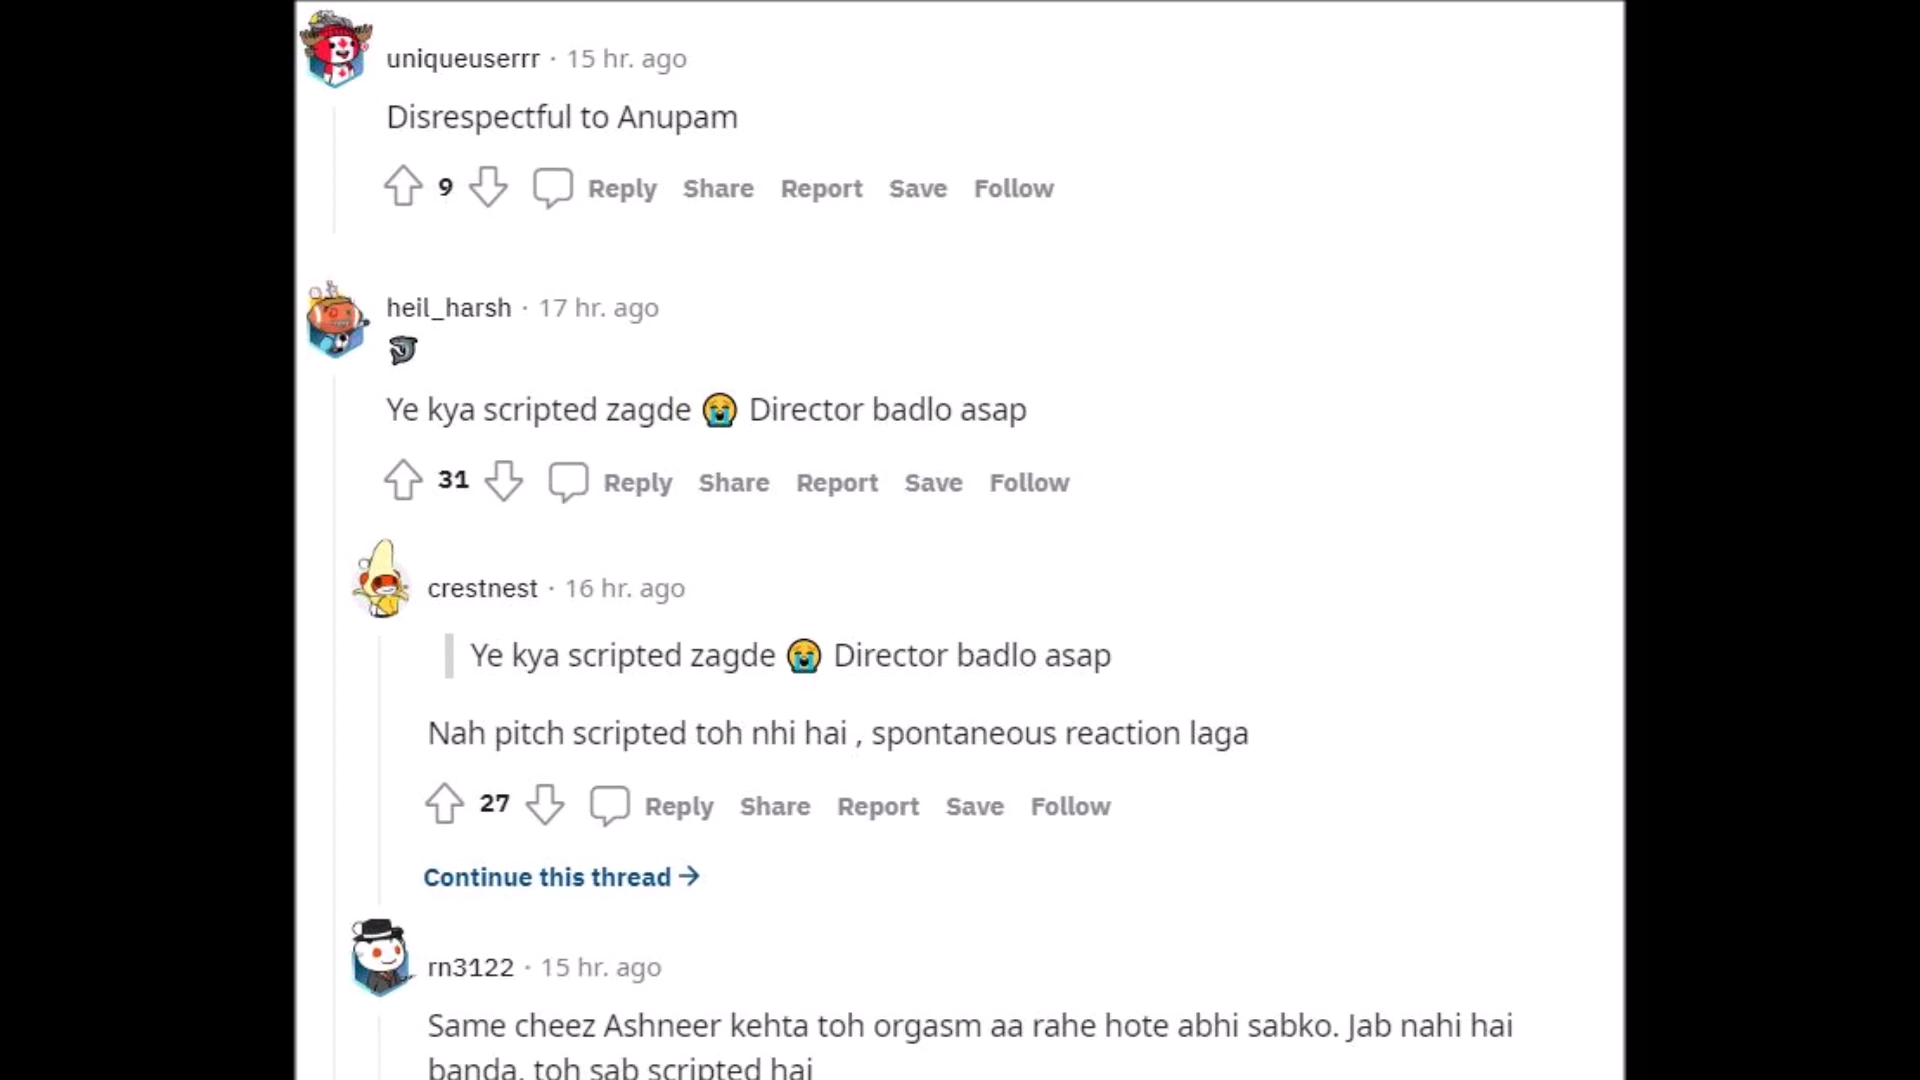 uniqueuserrr · 15 hr. ago
Disrespectful to Anupam
9 Reply Share Report Save Follow
heil_harsh · 17 hr. ago
Ye kya scripted zagde 😭 Director badlo asap
31 Reply Share Report Save Follow
crestnest · 16 hr. ago
Ye kya scripted zagde 😭 Director badlo asap
Nah pitch scripted toh nhi hai , spontaneous reaction laga
27 Reply Share Report Save Follow
Continue this thread →
rn3122 · 15 hr. ago
Same cheez Ashneer kehta toh orgasm aa rahe hote abhi sabko. Jab nahi hai
banda, toh sab scripted hai